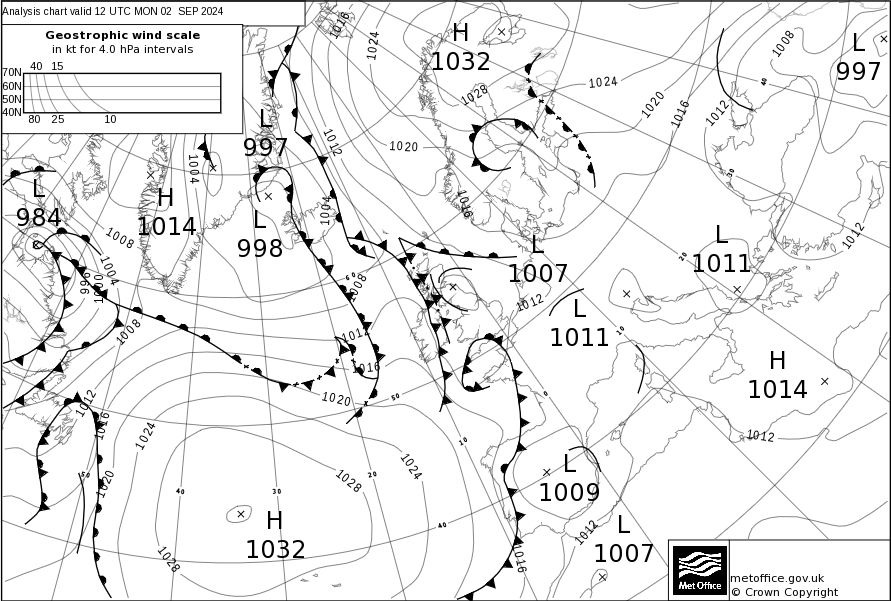 Analysis chart valid 12 UTC MON 02 SEP 2024
Geostrophic wind scale
in kt for 4.0 hPa intervals
40 15
70N
60N
50N
40N
80 25 10
1016
1024
H
1032
1028
1024
1020
1016
1012
1008
L
997
40
L
997
1012
1020
1004
30
L
984
H
1014
L
998
1004
1016
1008
1004
996
1008
60
1008
L
1007
L
1011
20
1012
1012
1012
L
1011
10
1016
H
1014
1020
50
0
1012
1016
1012
1024
10
1028
20
1024
L
1009
50
1020
40
30
40
H
1032
1028
1016
1012
L
1007
Met Office
metoffice.gov.uk
© Crown Copyright